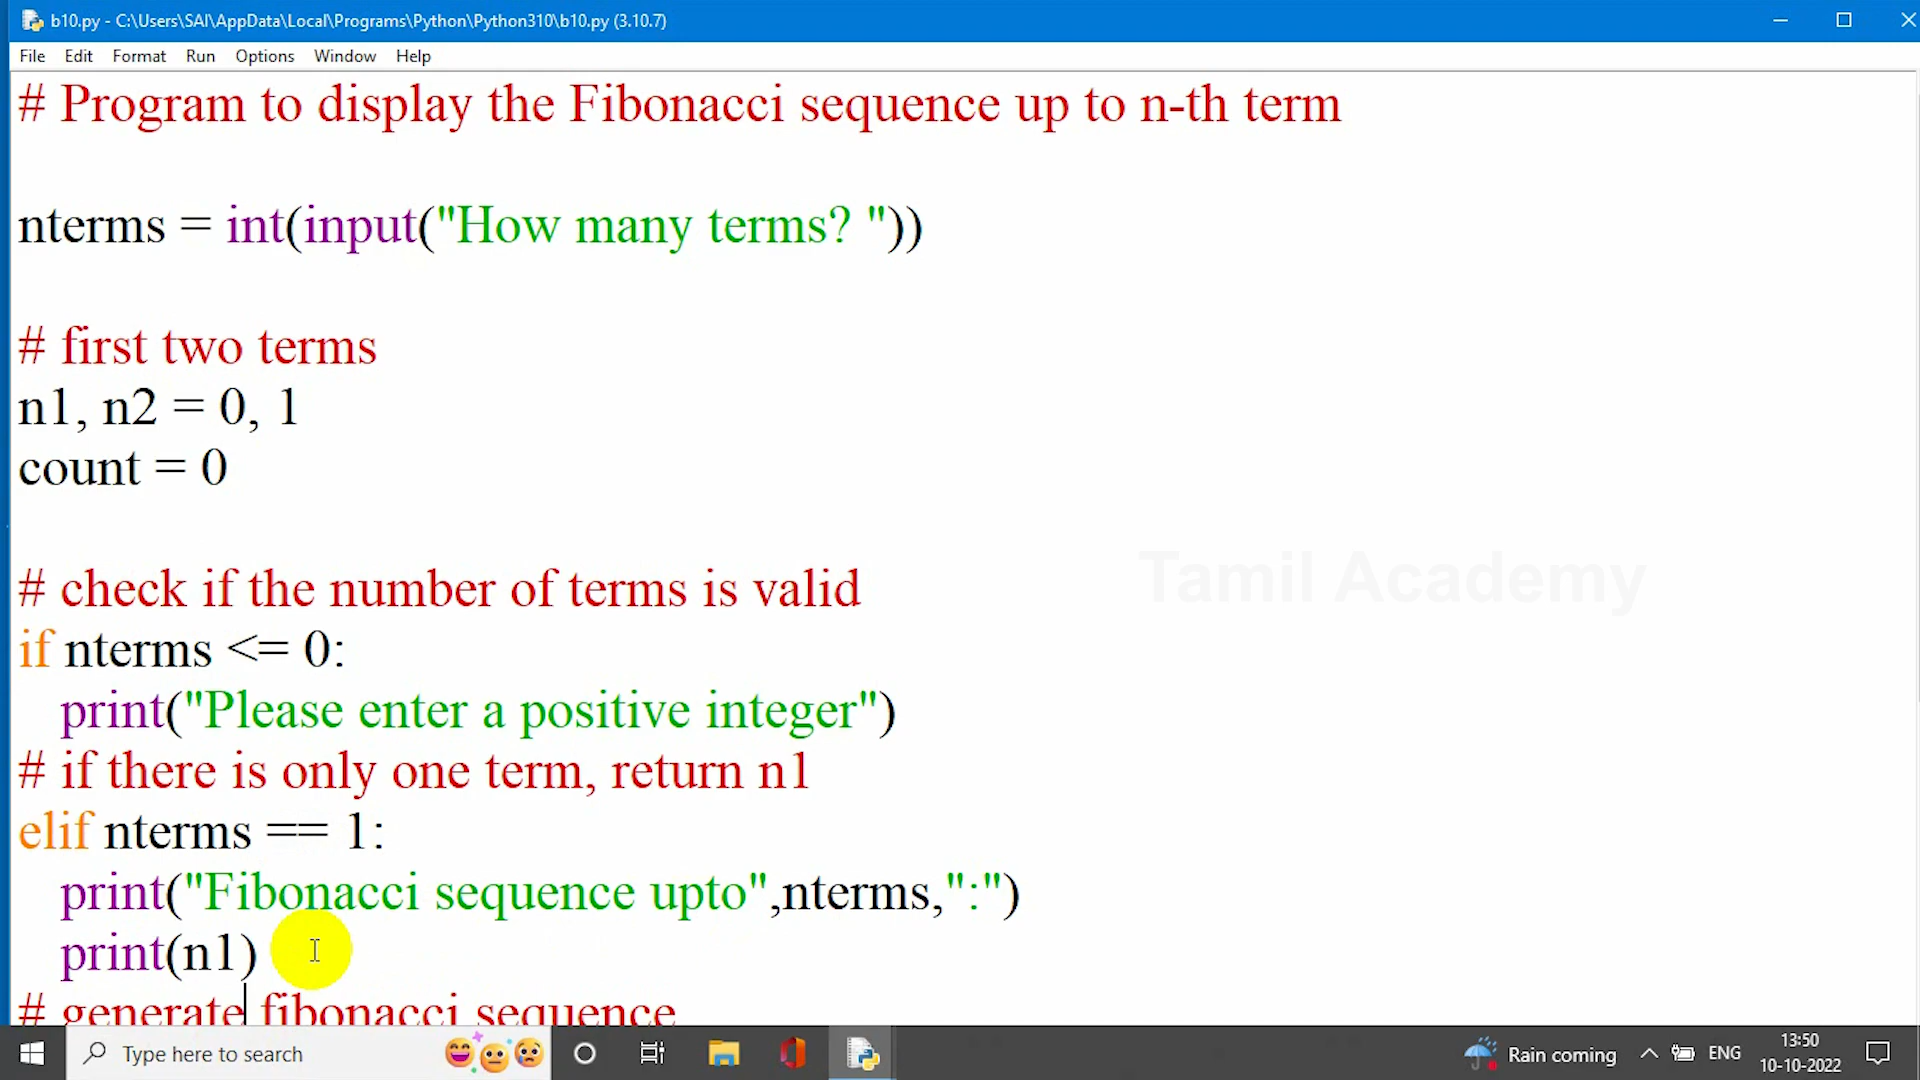 b10.py - C:\Users\SAI\AppData\Local\Programs\Python\Python310\b10.py (3.10.7)
File Edit Format Run Options Window Help
# Program to display the Fibonacci sequence up to n-th term
nterms = int(input("How many terms? "))
# first two terms
n1, n2 = 0, 1
count = 0
# check if the number of terms is valid
Tamil Academy
if nterms <= 0:
print("Please enter a positive integer")
# if there is only one term, return n1
elif nterms == 1:
print("Fibonacci sequence upto",nterms,":")
print(n1)
# generate fibonacci sequence
Type here to search
Rain coming
ENG
13:50
10-10-2022